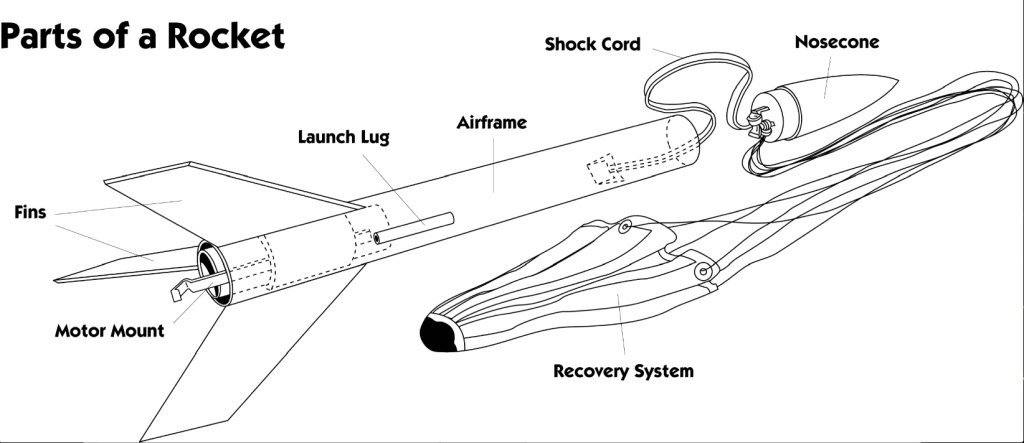 Parts of a Rocket
Shock Cord
Nosecone
Airframe
Launch Lug
Fins
Motor Mount
Recovery System